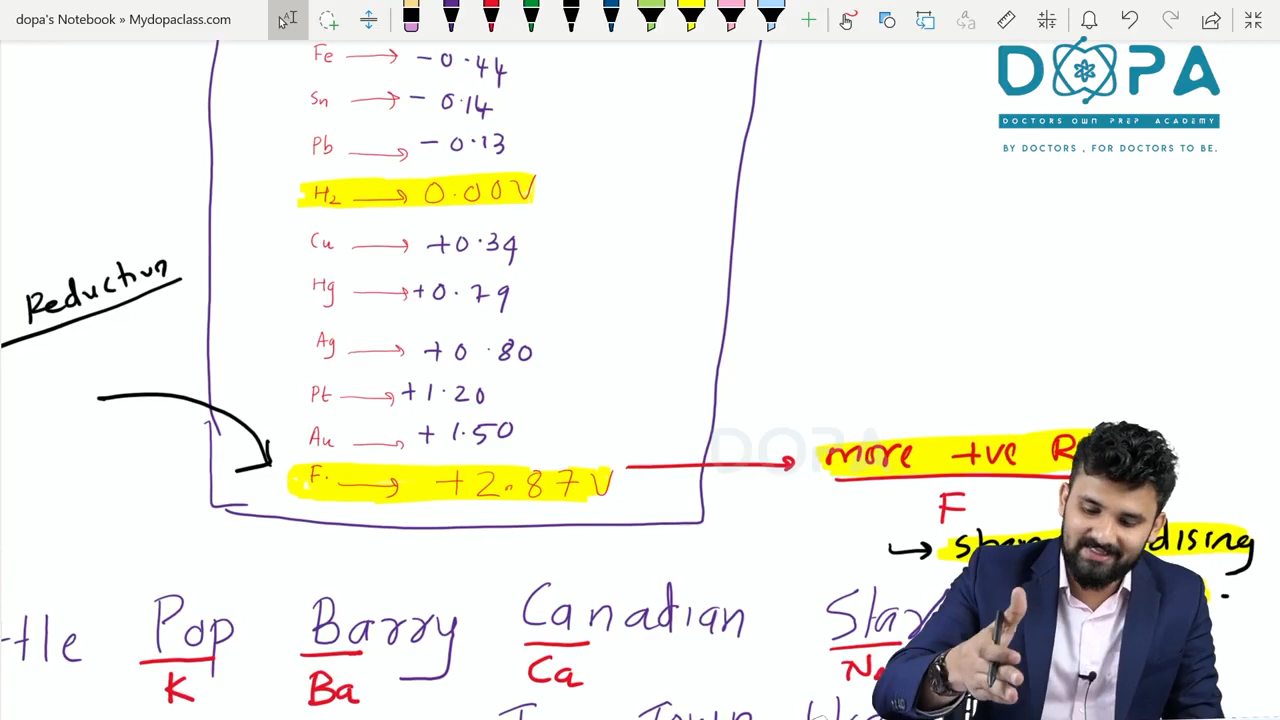 dopa's Notebook » Mydopaclass.com
DOPA
DOCTORS OWN PREP ACADEMY
BY DOCTORS , FOR DOCTORS TO BE.
Fe → -0.44
Sn → -0.14
Pb → -0.13
H2 → 0.00V
Cu → +0.34
Hg → +0.79
Ag → +0.80
Pt → +1.20
Au → +1.50
F. → +2.87V
Reduction
DOPA
more +ve R
F
Pop Barry Canadian
K Ba Ca
Town